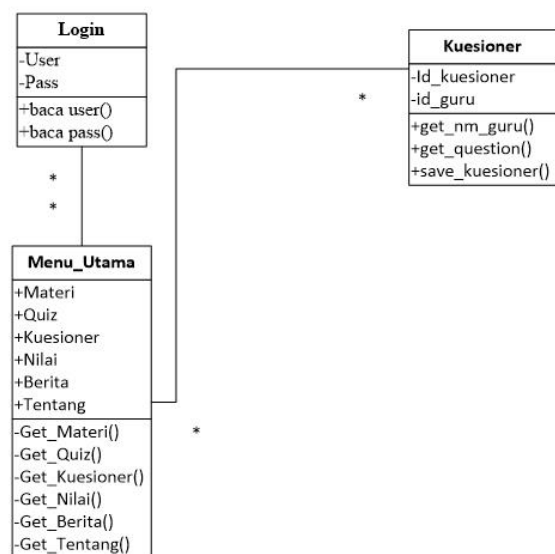 Login
-User
-Pass
+baca user()
+baca pass()
*
*
Menu_Utama
+Materi
+Quiz
+Kuesioner
+Nilai
+Berita
+Tentang
-Get_Materi()
-Get_Quiz()
-Get_Kuesioner()
-Get_Nilai()
-Get_Berita()
-Get_Tentang()
*
*
Kuesioner
-Id_kuesioner
-id_guru
+get_nm_guru()
+get_question()
+save_kuesioner()